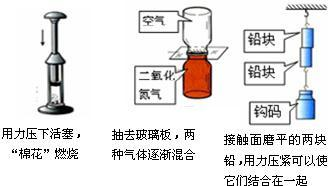 空气
二氧化
氮气
铅块
铅块
钩码
用力压下活塞，
“棉花”燃烧
抽去玻璃板，两
种气体逐渐混合
接触面磨平的两块
铅，用力压紧可以使
它们结合在一起